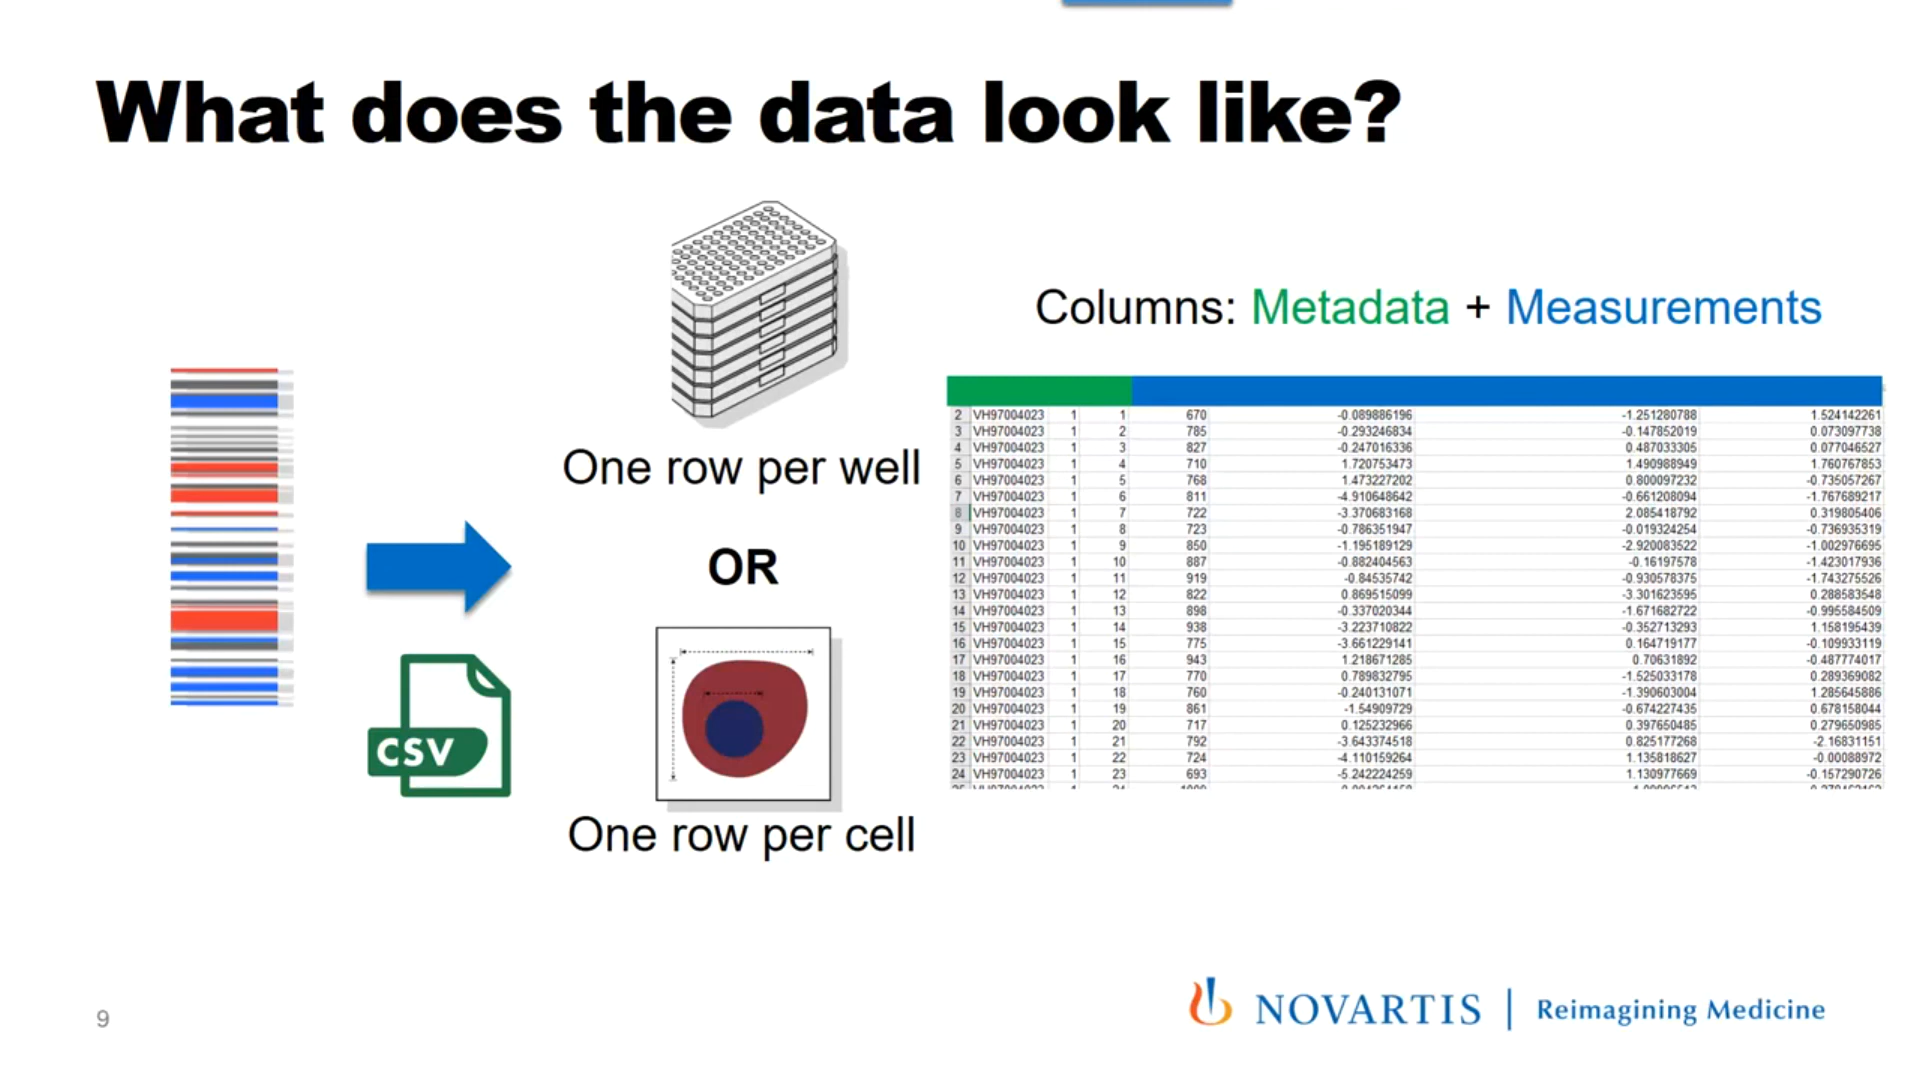 What does the data look like?
Columns: Metadata + Measurements
One row per well
OR
One row per cell
CSV
2 VH97004023 1 1 670 -0.089886196 -1.251280788 1.524142261
3 VH97004023 1 2 785 -0.293246834 -0.147852019 0.073097738
4 VH97004023 1 3 827 -0.247016336 0.487033305 0.077046527
5 VH97004023 1 4 710 1.720753473 1.490988949 1.760767853
6 VH97004023 1 5 768 1.473227202 0.800097232 -0.735057267
7 VH97004023 1 6 811 -4.910648642 -0.661208094 -1.767689217
8 VH97004023 1 7 722 -3.370683168 2.085418792 0.319805406
9 VH97004023 1 8 723 -0.786351947 -0.019324254 -0.736935319
10 VH97004023 1 9 850 -1.195189129 -2.920083522 -1.002976695
11 VH97004023 1 10 887 -0.882404563 -0.16197578 -1.423017936
12 VH97004023 1 11 919 -0.84535742 -0.930578375 -1.743275526
13 VH97004023 1 12 822 0.869515099 -3.301623595 0.288583548
14 VH97004023 1 13 898 -0.337020344 -1.671682722 -0.995584509
15 VH97004023 1 14 938 -3.223710822 -0.352713293 1.158195439
16 VH97004023 1 15 775 -3.661229141 0.164719177 -0.109933119
17 VH97004023 1 16 943 1.218671285 0.70631892 -0.487774017
18 VH97004023 1 17 770 0.789832795 -1.525033178 0.289369082
19 VH97004023 1 18 760 -0.240131071 -1.390603004 1.285645886
20 VH97004023 1 19 861 -1.54909729 -0.674227435 0.678158044
21 VH97004023 1 20 717 0.125232966 0.397650485 0.279650985
22 VH97004023 1 21 792 -3.643374518 0.825177268 -2.16831151
23 VH97004023 1 22 724 -4.110159264 1.135818627 -0.00088972
24 VH97004023 1 23 693 -5.242224259 1.130977669 -0.157290726
9
NOVARTIS | Reimagining Medicine